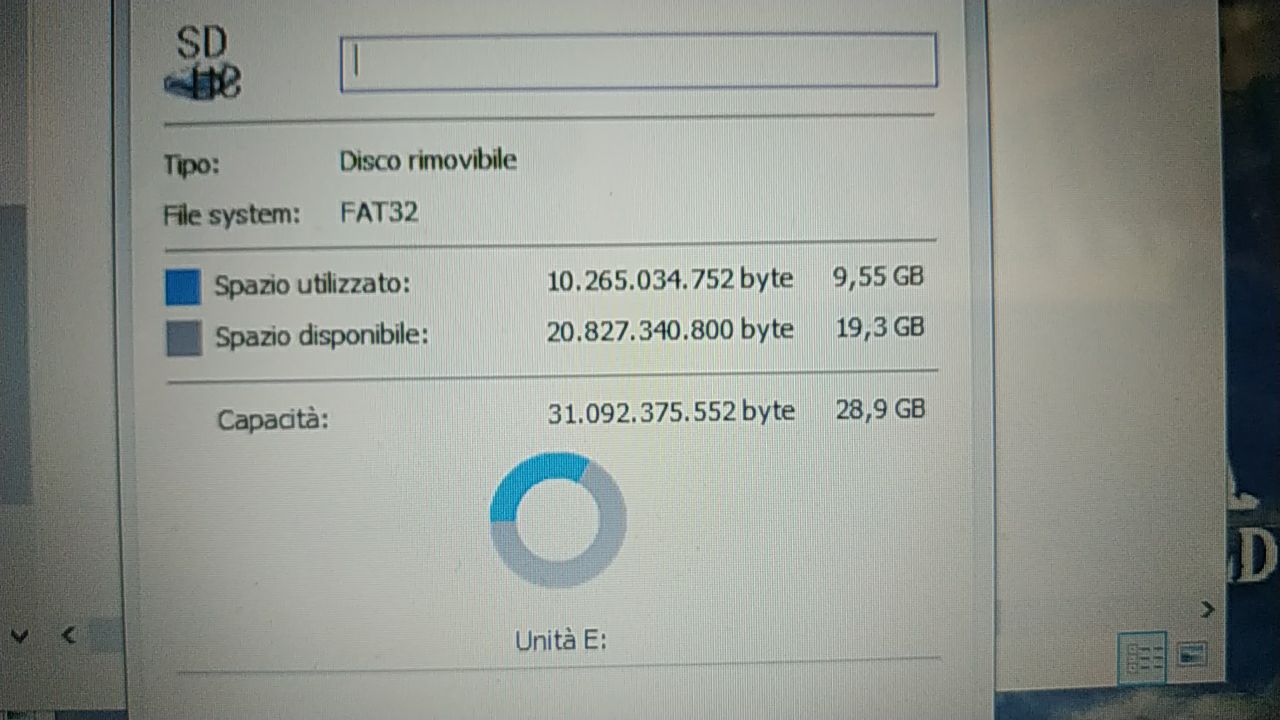 SD
Tipo: Disco rimovibile
File system: FAT32
Spazio utilizzato: 10.265.034.752 byte 9,55 GB
Spazio disponibile: 20.827.340.800 byte 19,3 GB
Capacità: 31.092.375.552 byte 28,9 GB
Unità E:
D